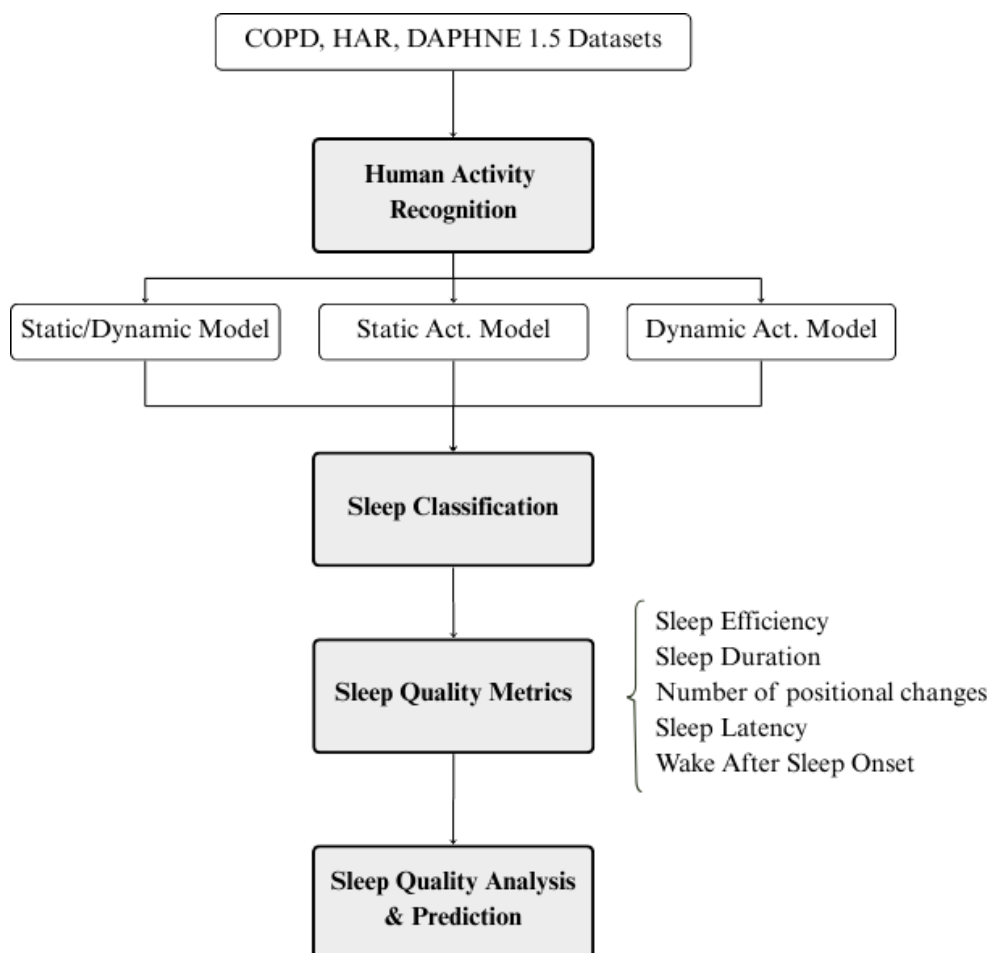 COPD, HAR, DAPHNE 1.5 Datasets
Human Activity
Recognition
Static/Dynamic Model
Static Act. Model
Dynamic Act. Model
Sleep Classification
Sleep Quality Metrics
Sleep Efficiency
Sleep Duration
Number of positional changes
Sleep Latency
Wake After Sleep Onset
Sleep Quality Analysis
& Prediction